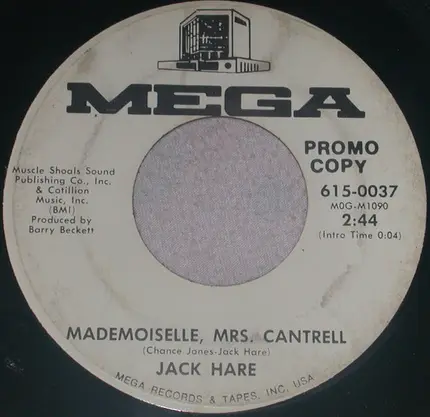 MEGA
PROMO
COPY
Muscle Shoals Sound
Publishing Co., Inc.
& Cotillion
Music, Inc.
(BMI)
Produced by
Barry Beckett
615-0037
M0G-M1090
2:44
(Intro Time 0:04)
MADEMOISELLE, MRS. CANTRELL
(Chance Jones-Jack Hare)
JACK HARE
MEGA RECORDS & TAPES, INC. USA